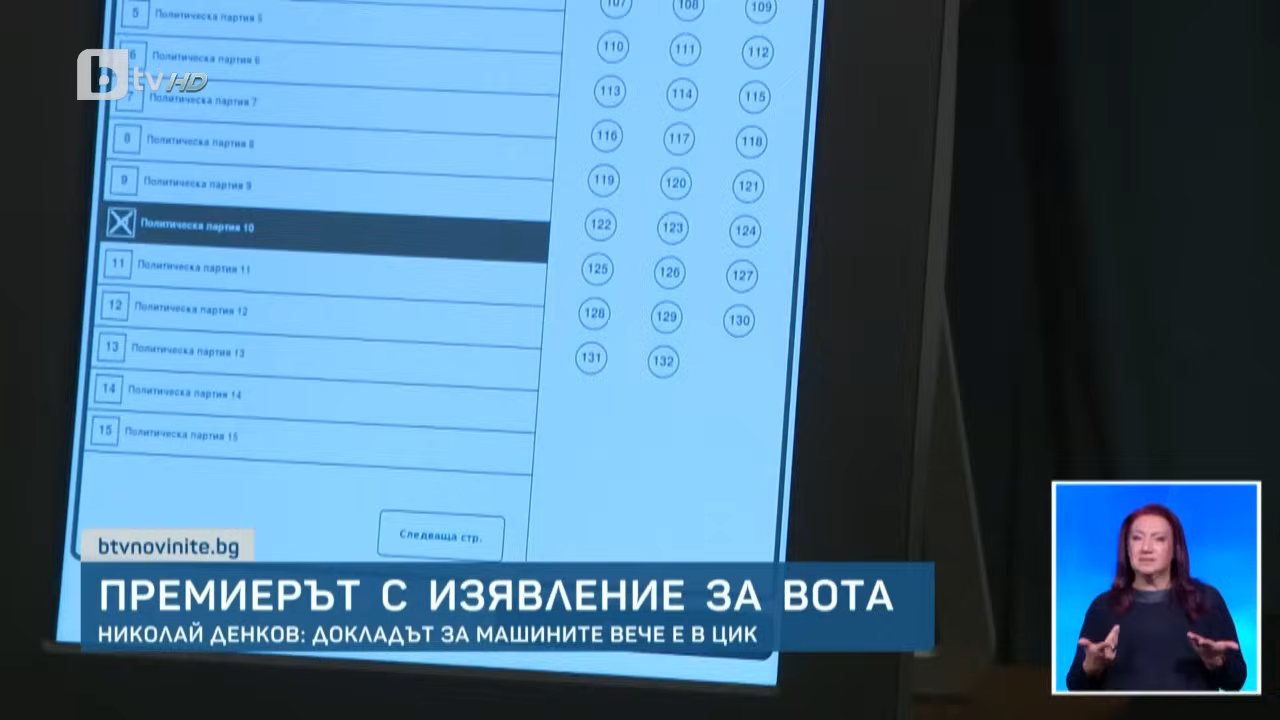 5 Политическа партия 5
6 Политическа партия 6
7 Политическа партия 7
8 Политическа партия 8
9 Политическа партия 9
Политическа партия 10
11 Политическа партия 11
12 Политическа партия 12
13 Политическа партия 13
14 Политическа партия 14
15 Политическа партия 15
Следваща стр.
107 108 109
110 111 112
113 114 115
116 117 118
119 120 121
122 123 124
125 126 127
128 129 130
131 132
btv HD
btvnovinite.bg
ПРЕМИЕРЪТ С ИЗЯВЛЕНИЕ ЗА ВОТА
НИКОЛАЙ ДЕНКОВ: ДОКЛАДЪТ ЗА МАШИНИТЕ ВЕЧЕ Е В ЦИК